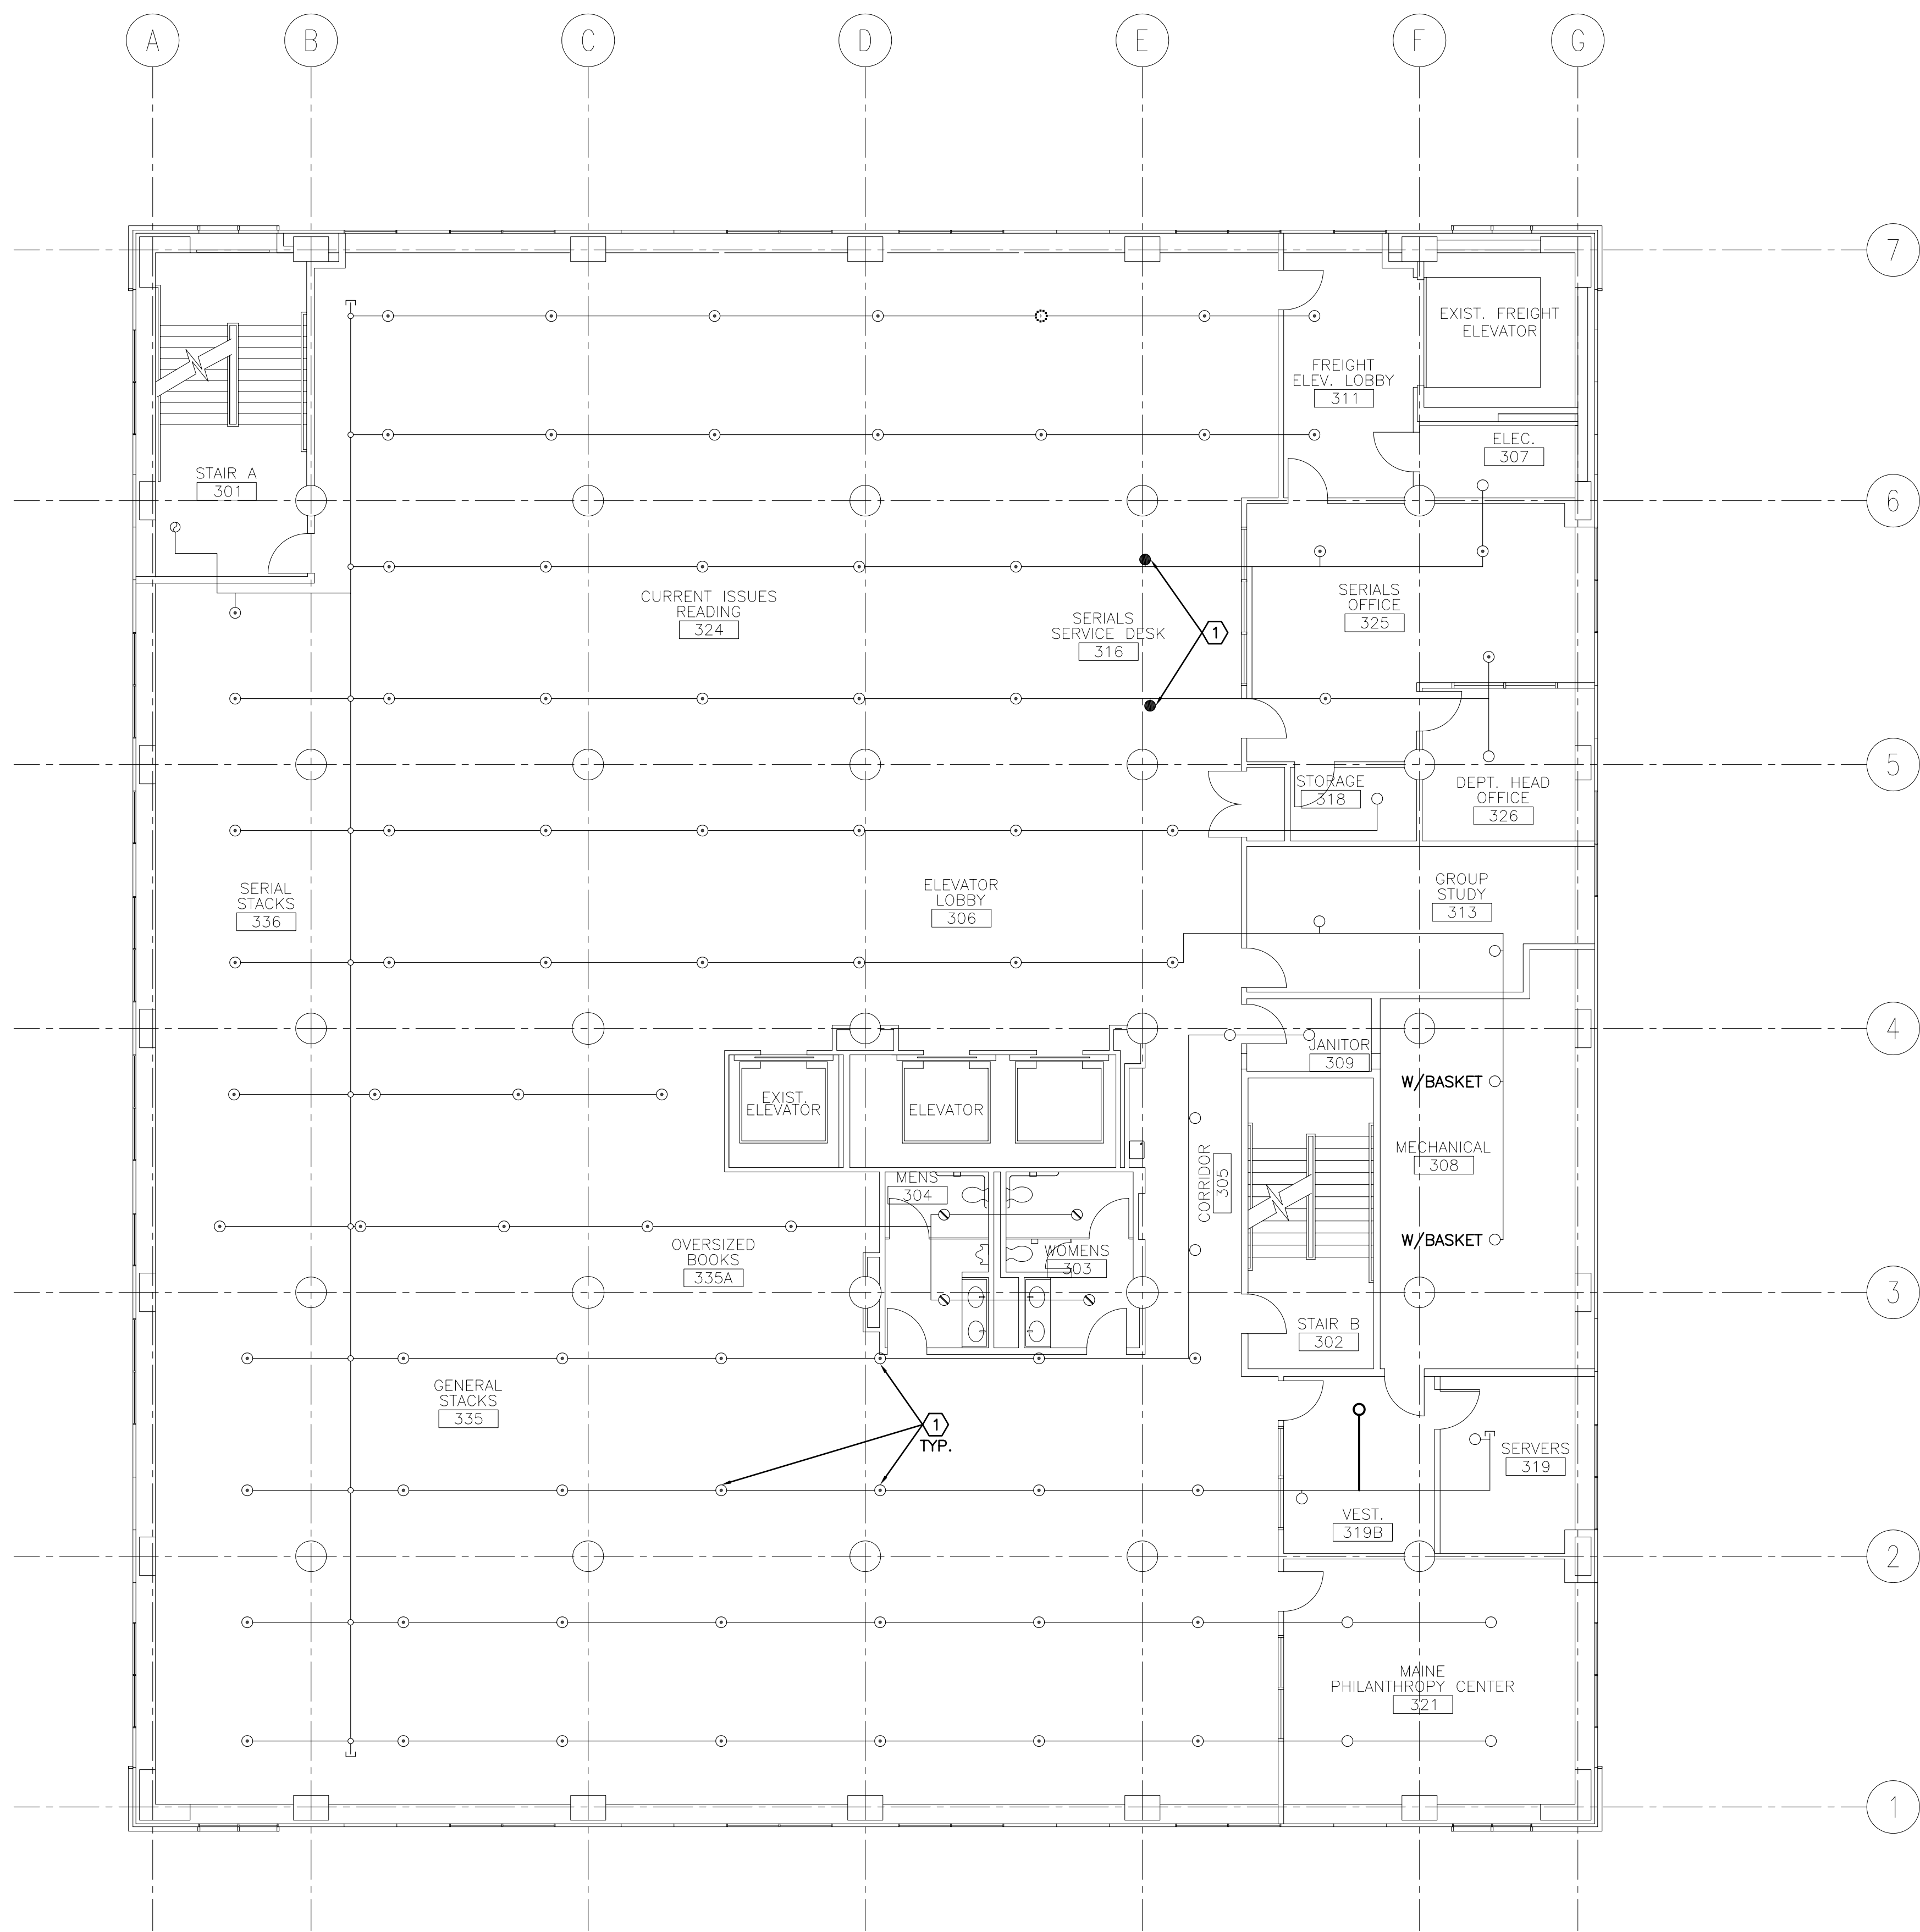 A B C D E F G
7
EXIST. FREIGHT
ELEVATOR
FREIGHT
ELEV. LOBBY
311
ELEC.
307
STAIR A
301
6
CURRENT ISSUES
READING
324
SERIALS
SERVICE DESK
316
1
SERIALS
OFFICE
325
5
STORAGE
318
DEPT. HEAD
OFFICE
326
SERIAL
STACKS
336
ELEVATOR
LOBBY
306
GROUP
STUDY
313
4
JANITOR
309
W/BASKET
EXIST.
ELEVATOR
ELEVATOR
MECHANICAL
308
CORRIDOR
305
MENS
304
W/BASKET
OVERSIZED
BOOKS
335A
WOMENS
303
3
STAIR B
302
GENERAL
STACKS
335
1
TYP.
SERVERS
319
VEST.
319B
2
MAINE
PHILANTHROPY CENTER
321
1